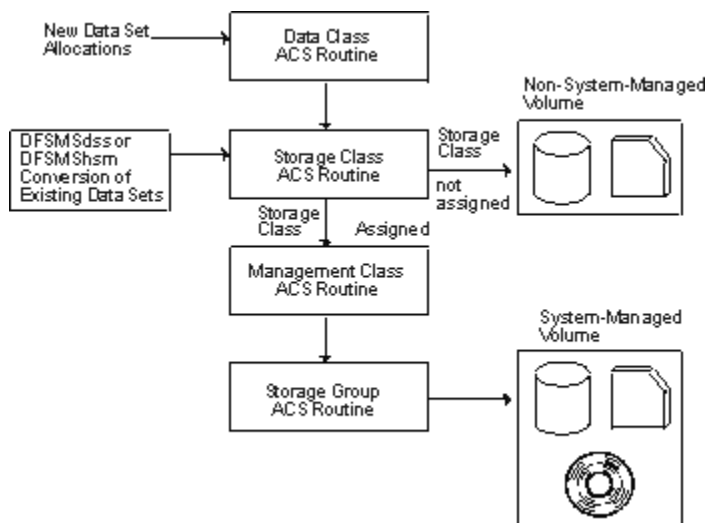 New Data Set
Allocations
Data Class
ACS Routine
Non-System-Managed
Volume
DFSMSdss or
DFSMShsm
Conversion of
Existing Data Sets
Storage Class
ACS Routine
Storage
Class
not
assigned
Storage
Class
Assigned
Management Class
ACS Routine
System-Managed
Volume
Storage Group
ACS Routine